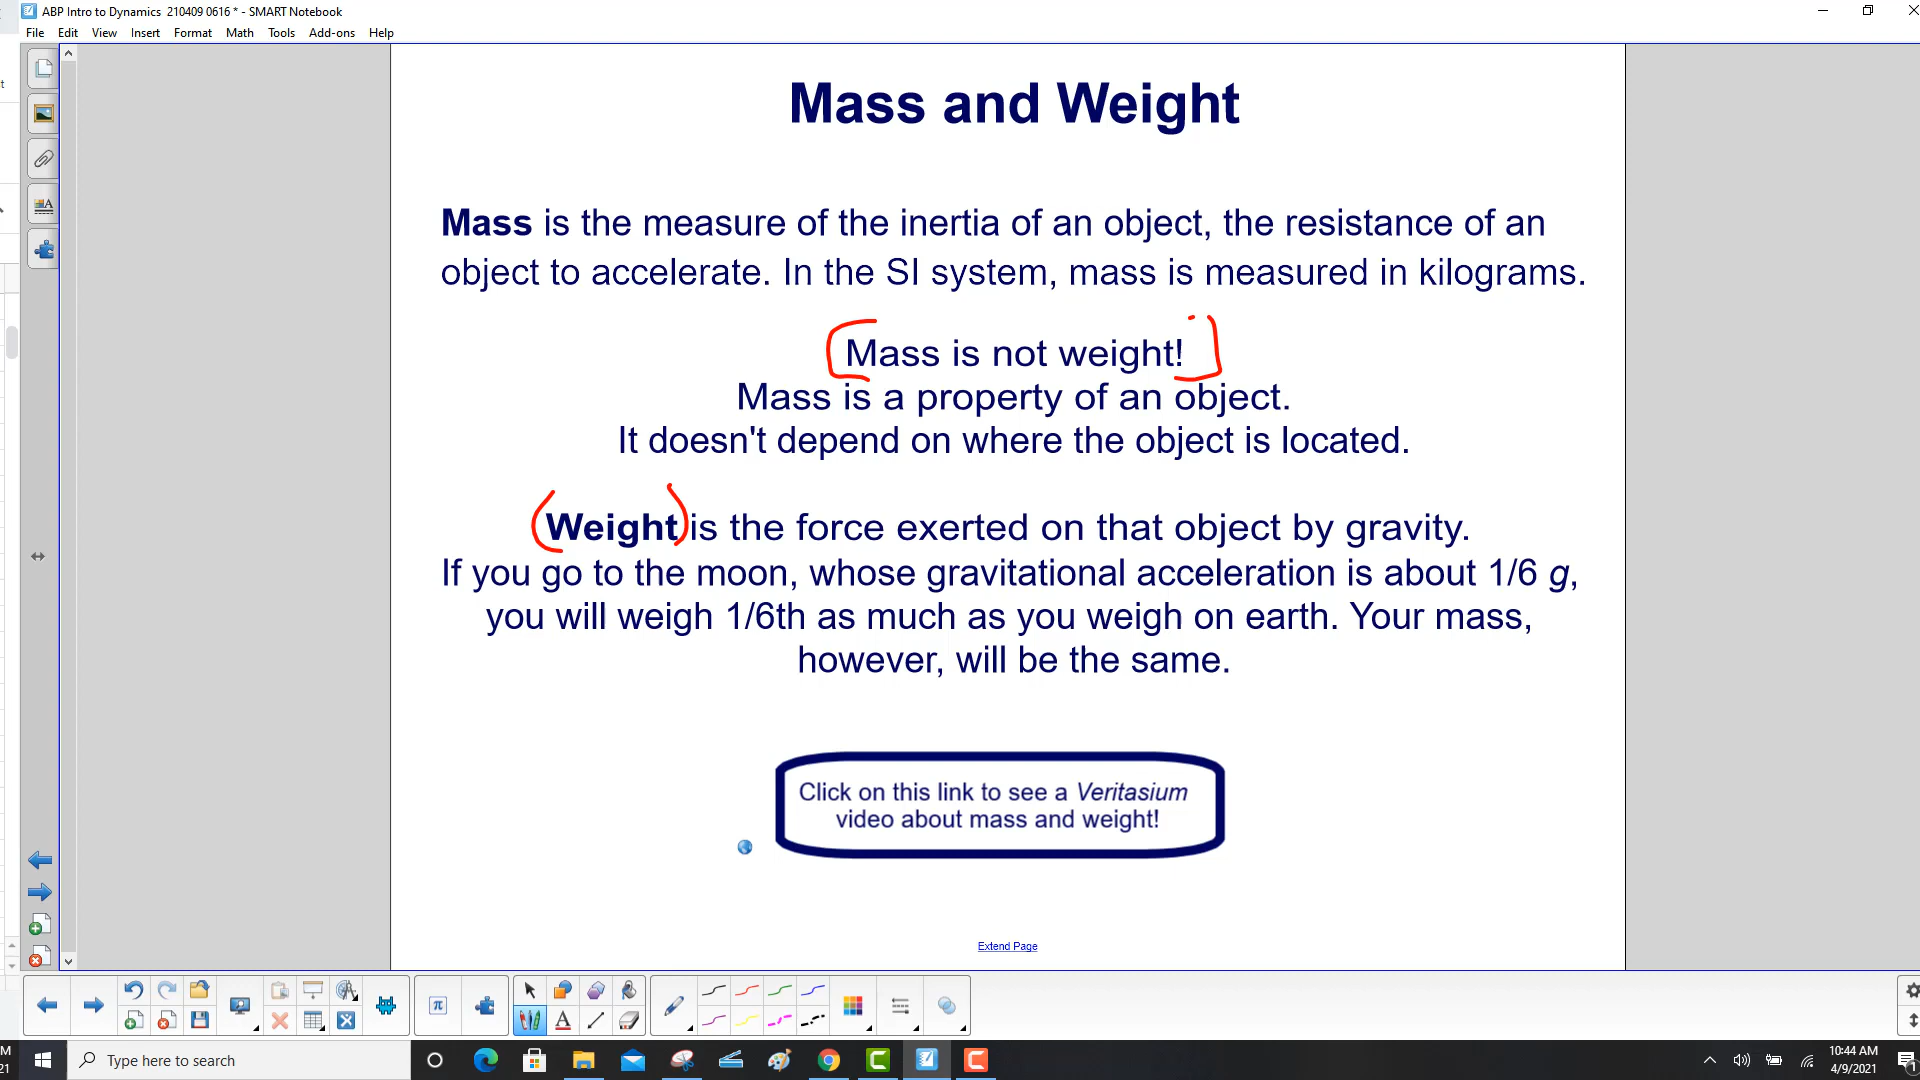 ABP Intro to Dynamics 210409 0616 * - SMART Notebook
File Edit View Insert Format Math Tools Add-ons Help
Mass and Weight
Mass is the measure of the inertia of an object, the resistance of an
object to accelerate. In the SI system, mass is measured in kilograms.
Mass is not weight!
Mass is a property of an object.
It doesn't depend on where the object is located.
Weight is the force exerted on that object by gravity.
If you go to the moon, whose gravitational acceleration is about 1/6 g,
you will weigh 1/6th as much as you weigh on earth. Your mass,
however, will be the same.
Click on this link to see a Veritasium
video about mass and weight!
Extend Page
Type here to search
10:44 AM
4/9/2021